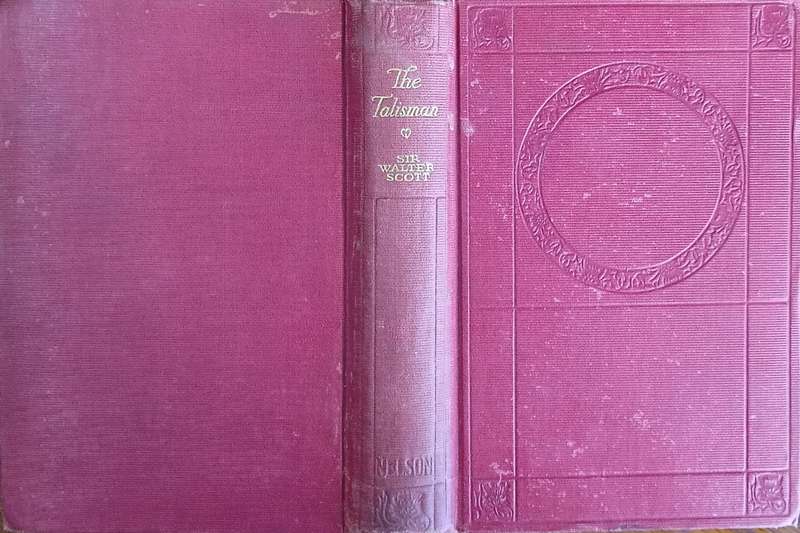 The
Talisman
SIR
WALTER
SCOTT
NELSON